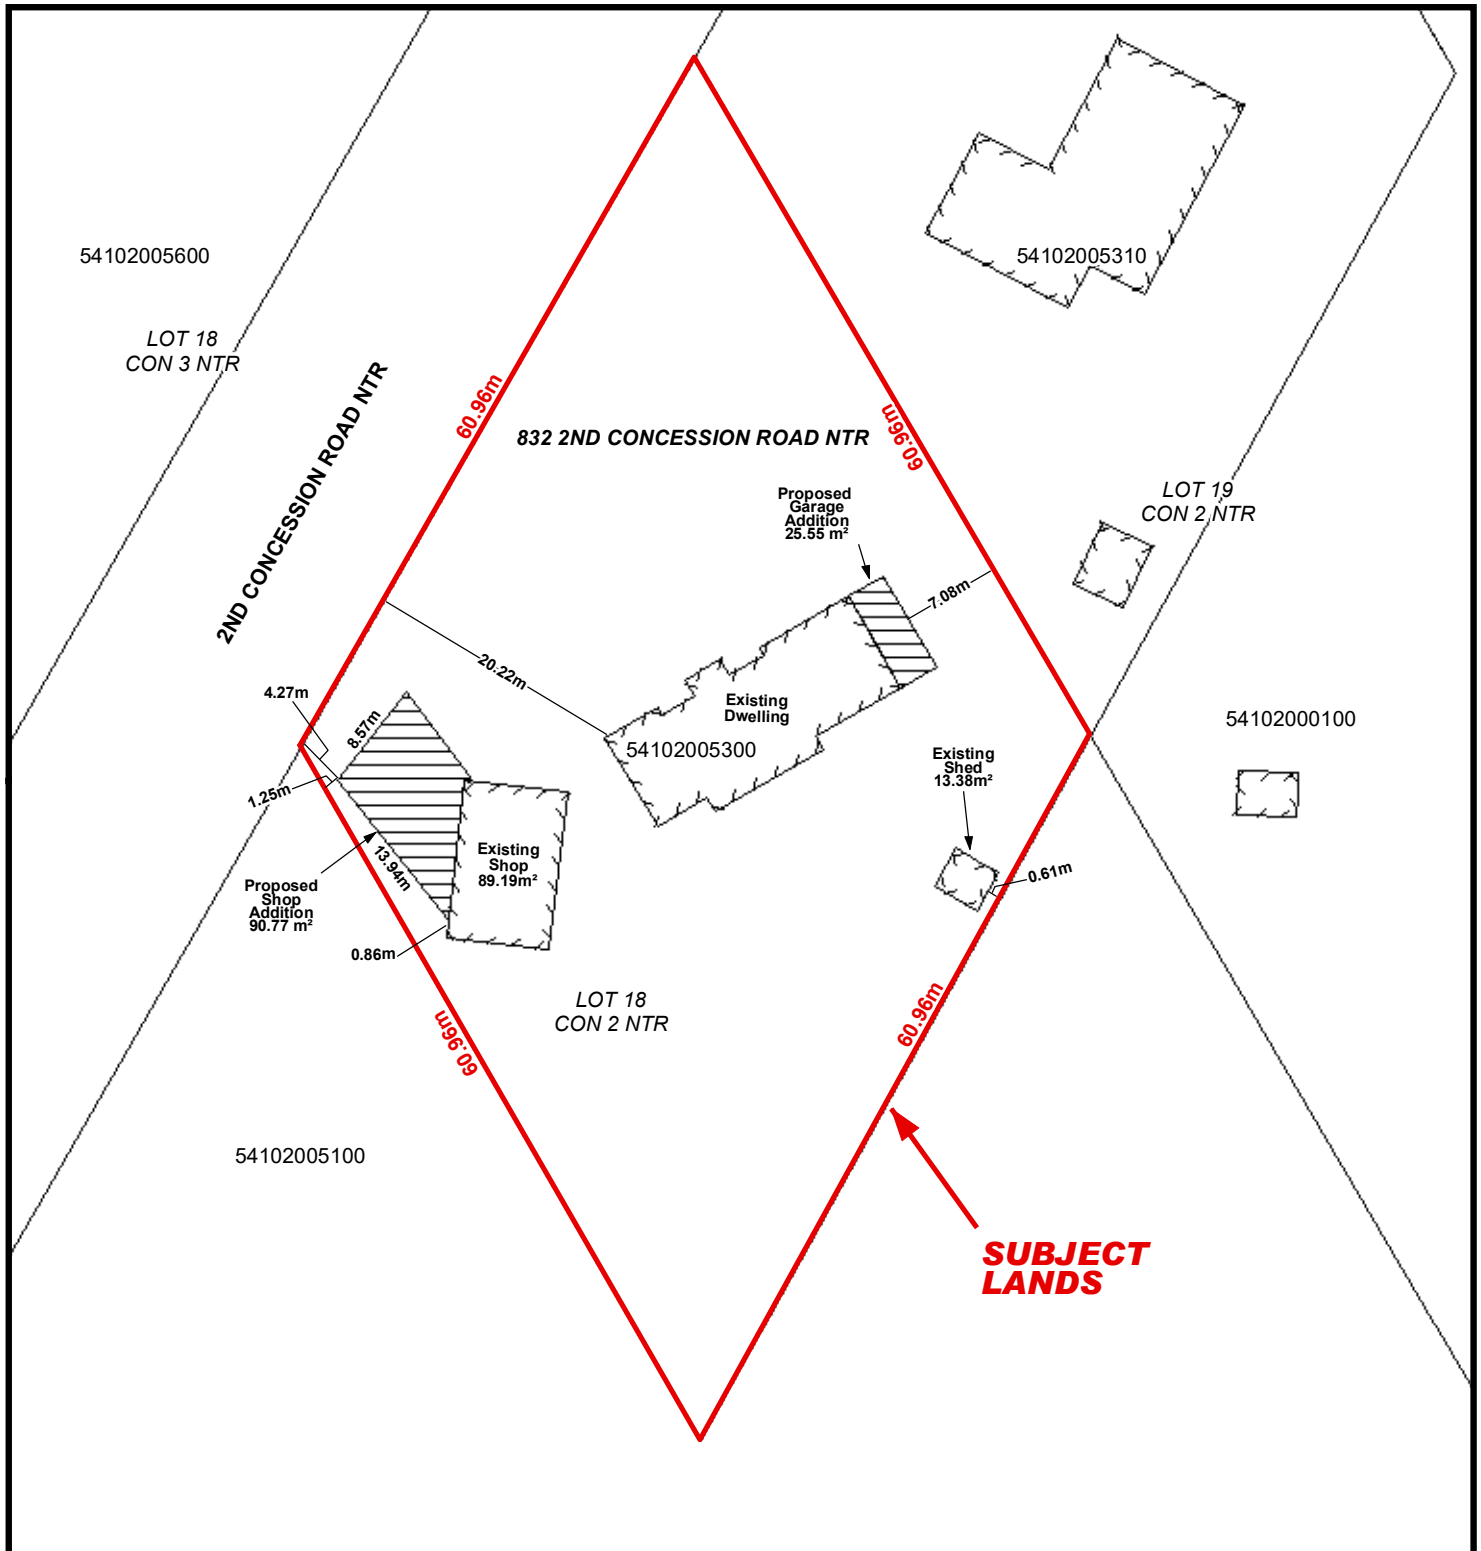 54102005600
54102005310
LOT 18
CON 3 NTR
2ND CONCESSION ROAD NTR
60.96m
60.96m
832 2ND CONCESSION ROAD NTR
Proposed
Garage
Addition
25.55 m²
LOT 19
CON 2 NTR
7.08m
20.22m
4.27m
8.57m
Existing
Dwelling
54102005300
54102000100
Existing
Shed
13.38m²
1.25m
13.94m
Existing
Shop
89.19m²
Proposed
Shop
Addition
90.77 m²
0.61m
0.86m
LOT 18
CON 2 NTR
60.96m
60.96m
54102005100
SUBJECT
LANDS